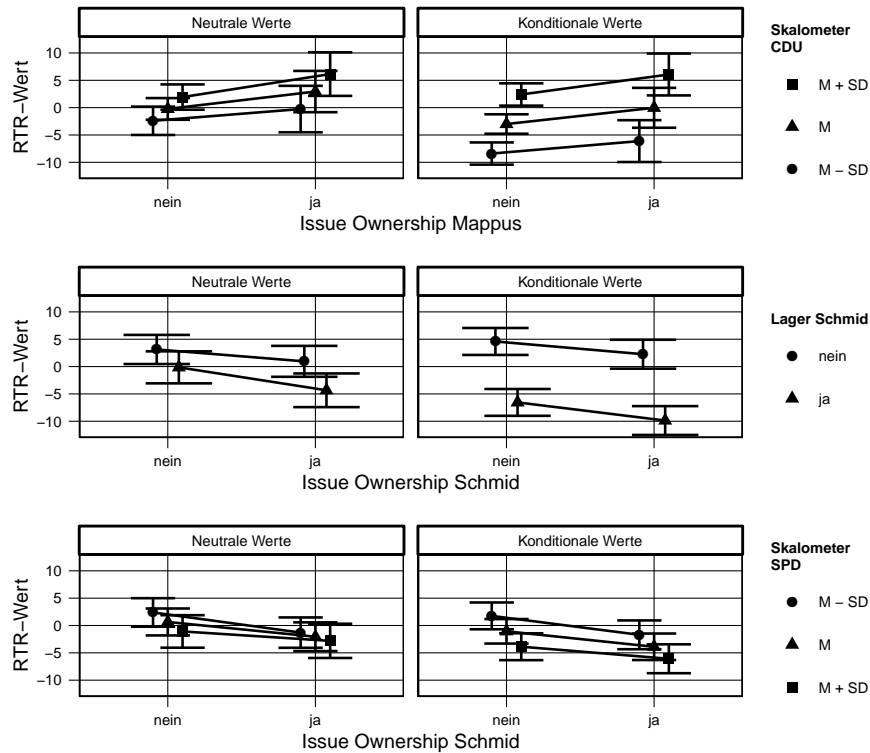 Neutrale Werte
Konditionale Werte
Skalometer
CDU
10
5
0
−5
−10
RTR−Wert
M + SD
M
M − SD
nein
ja
nein
ja
Issue Ownership Mappus
Neutrale Werte
Konditionale Werte
10
5
0
−5
−10
RTR−Wert
Lager Schmid
nein
ja
nein
ja
nein
ja
Issue Ownership Schmid
Neutrale Werte
Konditionale Werte
Skalometer
SPD
10
5
0
−5
−10
RTR−Wert
M − SD
M
M + SD
nein
ja
nein
ja
Issue Ownership Schmid